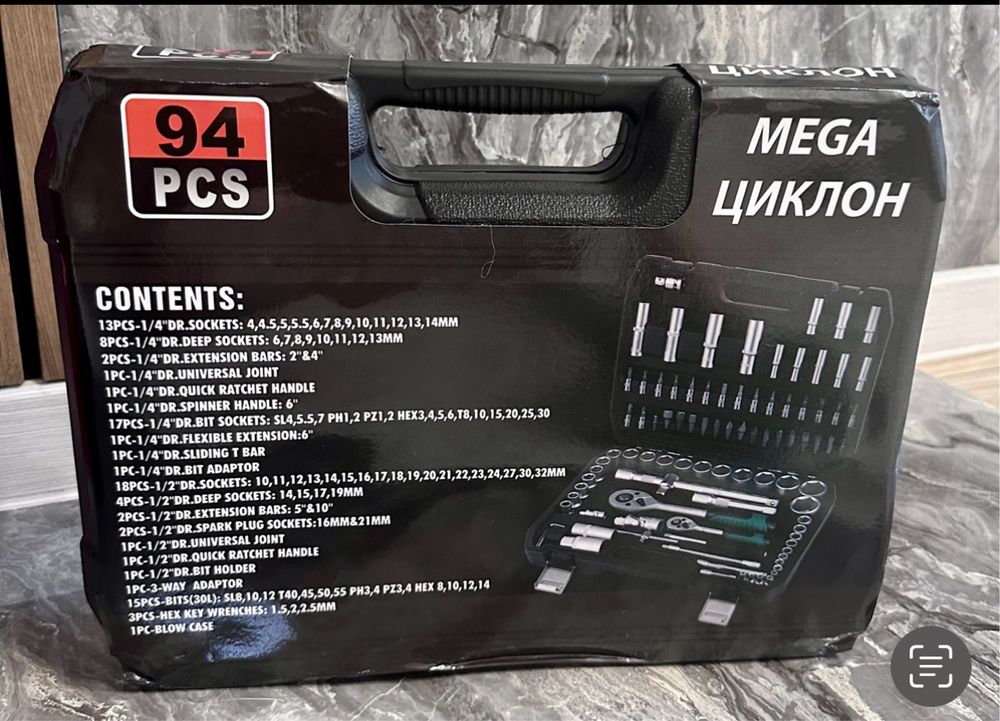 94
PCS
ЦИКЛОН
MEGA
ЦИКЛОН
CONTENTS:
13PCS-1/4"DR.SOCKETS: 4,4.5,5,5.5,6,7,8,9,10,11,12,13,14MM
8PCS-1/4"DR.DEEP SOCKETS: 6,7,8,9,10,11,12,13MM
2PCS-1/4"DR.EXTENSION BARS: 2"&4"
1PC-1/4"DR.UNIVERSAL JOINT
1PC-1/4"DR.QUICK RATCHET HANDLE
1PC-1/4"DR.SPINNER HANDLE: 6"
17PCS-1/4"DR.BIT SOCKETS: SL4,5.5,7 PH1,2 PZ1,2 HEX3,4,5,6,T8,10,15,20,25,30
1PC-1/4"DR.FLEXIBLE EXTENSION:6"
1PC-1/4"DR.SLIDING T BAR
1PC-1/4"DR.BIT ADAPTOR
18PCS-1/2"DR.SOCKETS: 10,11,12,13,14,15,16,17,18,19,20,21,22,23,24,27,30,32MM
4PCS-1/2"DR.DEEP SOCKETS: 14,15,17,19MM
2PCS-1/2"DR.EXTENSION BARS: 5"&10"
2PCS-1/2"DR.SPARK PLUG SOCKETS:16MM&21MM
1PC-1/2"DR.UNIVERSAL JOINT
1PC-1/2"DR.QUICK RATCHET HANDLE
1PC-1/2"DR.BIT HOLDER
1PC-3-WAY ADAPTOR
15PCS-BITS(30L): SL8,10,12 T40,45,50,55 PH3,4 PZ3,4 HEX 8,10,12,14
3PCS-HEX KEY WRENCHES: 1.5,2,2.5MM
1PC-BLOW CASE